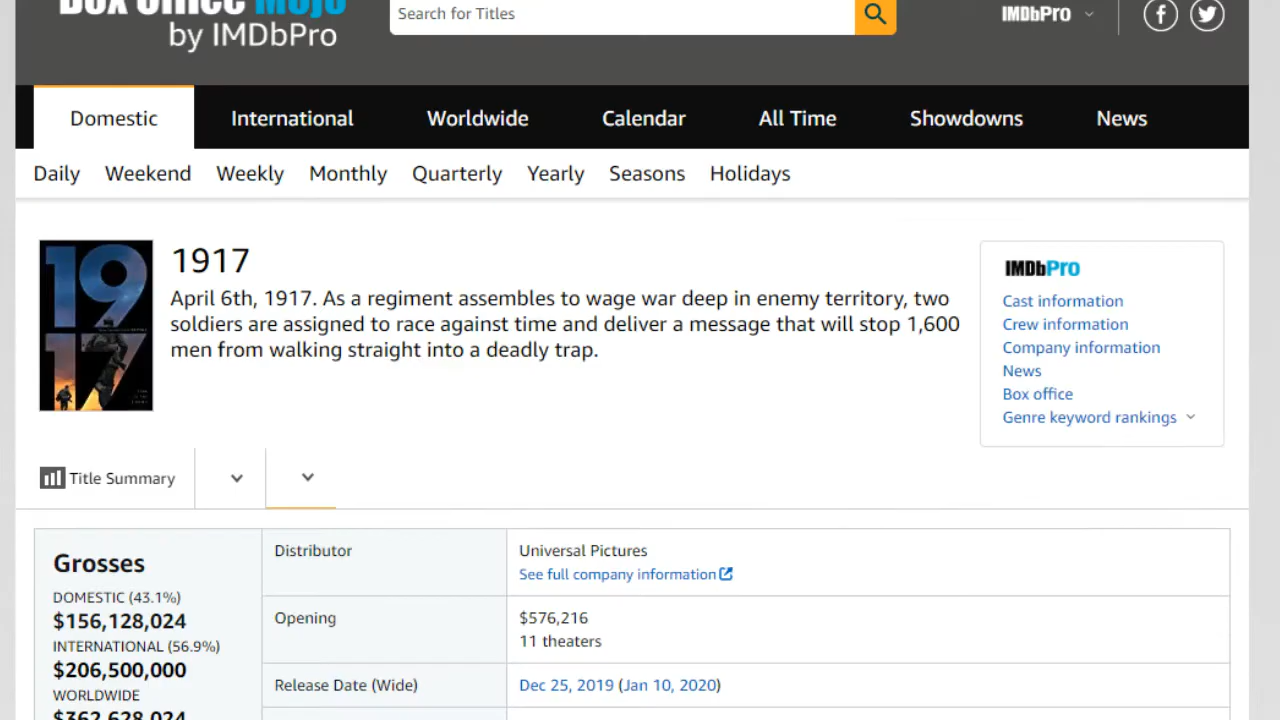 Box Office Mojo
by IMDbPro
Search for Titles
IMDbPro
Domestic
International
Worldwide
Calendar
All Time
Showdowns
News
Daily
Weekend
Weekly
Monthly
Quarterly
Yearly
Seasons
Holidays
19
17
1917
April 6th, 1917. As a regiment assembles to wage war deep in enemy territory, two
soldiers are assigned to race against time and deliver a message that will stop 1,600
men from walking straight into a deadly trap.
IMDbPro
Cast information
Crew information
Company information
News
Box office
Genre keyword rankings
Title Summary
Grosses
DOMESTIC (43.1%)
$156,128,024
INTERNATIONAL (56.9%)
$206,500,000
WORLDWIDE
$362,628,024
Distributor
Universal Pictures
See full company information
Opening
$576,216
11 theaters
Release Date (Wide)
Dec 25, 2019 (Jan 10, 2020)